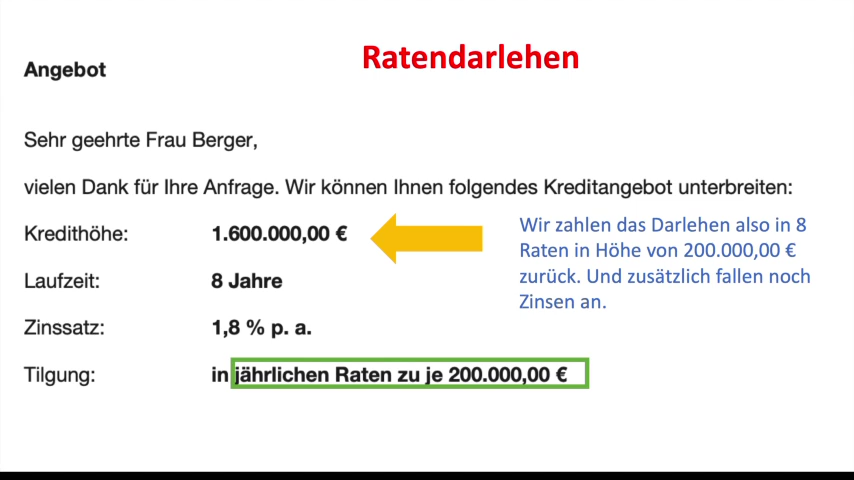 Ratendarlehen
Angebot
Sehr geehrte Frau Berger,
vielen Dank für Ihre Anfrage. Wir können Ihnen folgendes Kreditangebot unterbreiten:
Kredithöhe: 1.600.000,00 €
Wir zahlen das Darlehen also in 8
Raten in Höhe von 200.000,00 €
zurück. Und zusätzlich fallen noch
Zinsen an.
Laufzeit: 8 Jahre
Zinssatz: 1,8 % p. a.
Tilgung: in jährlichen Raten zu je 200.000,00 €